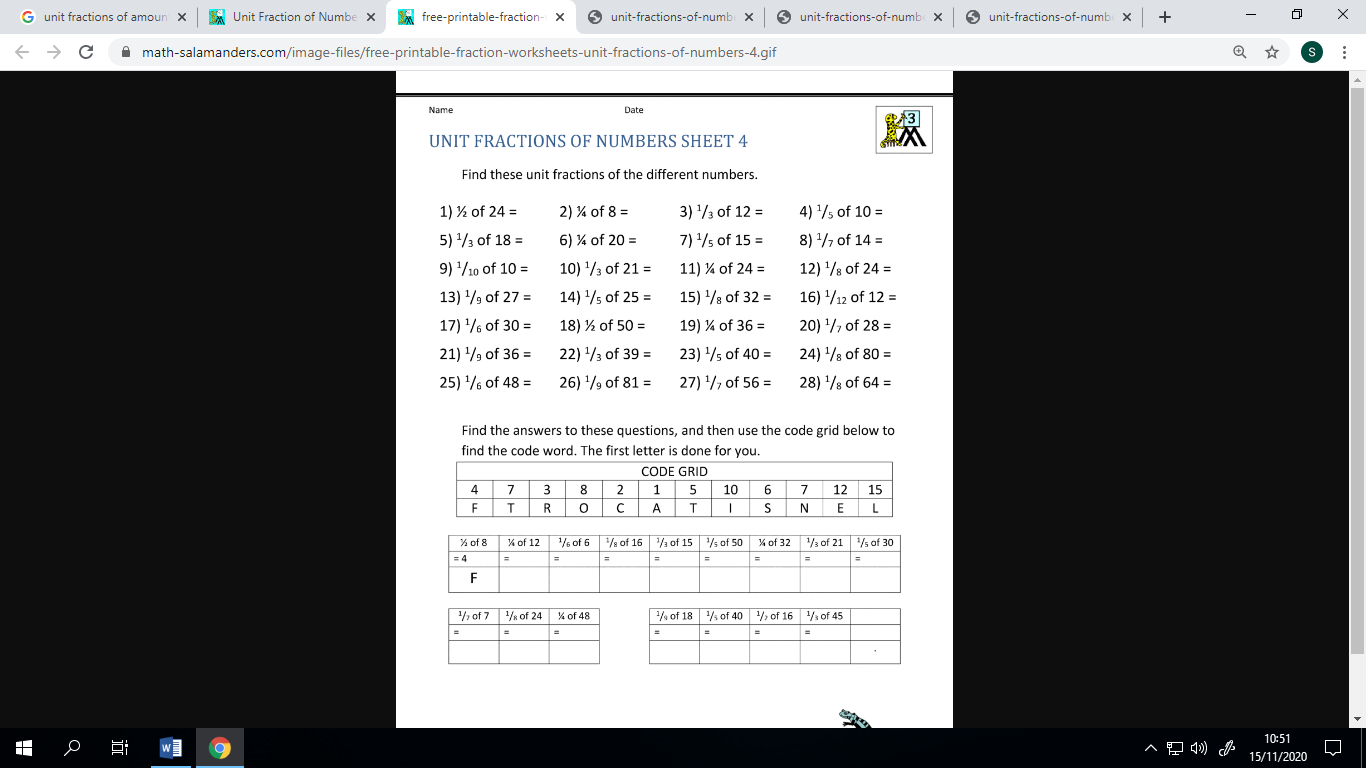 unit fractions of amoun
Unit Fraction of Numbe
free-printable-fraction-
unit-fractions-of-numb
unit-fractions-of-numb
unit-fractions-of-numb
math-salamanders.com/image-files/free-printable-fraction-worksheets-unit-fractions-of-numbers-4.gif
S
Name Date
3
UNIT FRACTIONS OF NUMBERS SHEET 4
Find these unit fractions of the different numbers.
1) ½ of 24 = 2) ¼ of 8 = 3) 1/3 of 12 = 4) 1/5 of 10 =
5) 1/3 of 18 = 6) ¼ of 20 = 7) 1/5 of 15 = 8) 1/7 of 14 =
9) 1/10 of 10 = 10) 1/3 of 21 = 11) ¼ of 24 = 12) 1/8 of 24 =
13) 1/9 of 27 = 14) 1/5 of 25 = 15) 1/8 of 32 = 16) 1/12 of 12 =
17) 1/6 of 30 = 18) ½ of 50 = 19) ¼ of 36 = 20) 1/7 of 28 =
21) 1/9 of 36 = 22) 1/3 of 39 = 23) 1/5 of 40 = 24) 1/8 of 80 =
25) 1/6 of 48 = 26) 1/9 of 81 = 27) 1/7 of 56 = 28) 1/8 of 64 =
Find the answers to these questions, and then use the code grid below to
find the code word. The first letter is done for you.
CODE GRID
4 7 3 8 2 1 5 10 6 7 12 15
F T R O C A T I S N E L
½ of 8 ¼ of 12 1/6 of 6 1/8 of 16 1/3 of 15 1/5 of 50 ¼ of 32 1/3 of 21 1/5 of 30
= 4 = = = = = = = =
F
1/7 of 7 1/8 of 24 ¼ of 48 1/9 of 18 1/5 of 40 1/2 of 16 1/3 of 45
= = = = = = =
10:51
15/11/2020